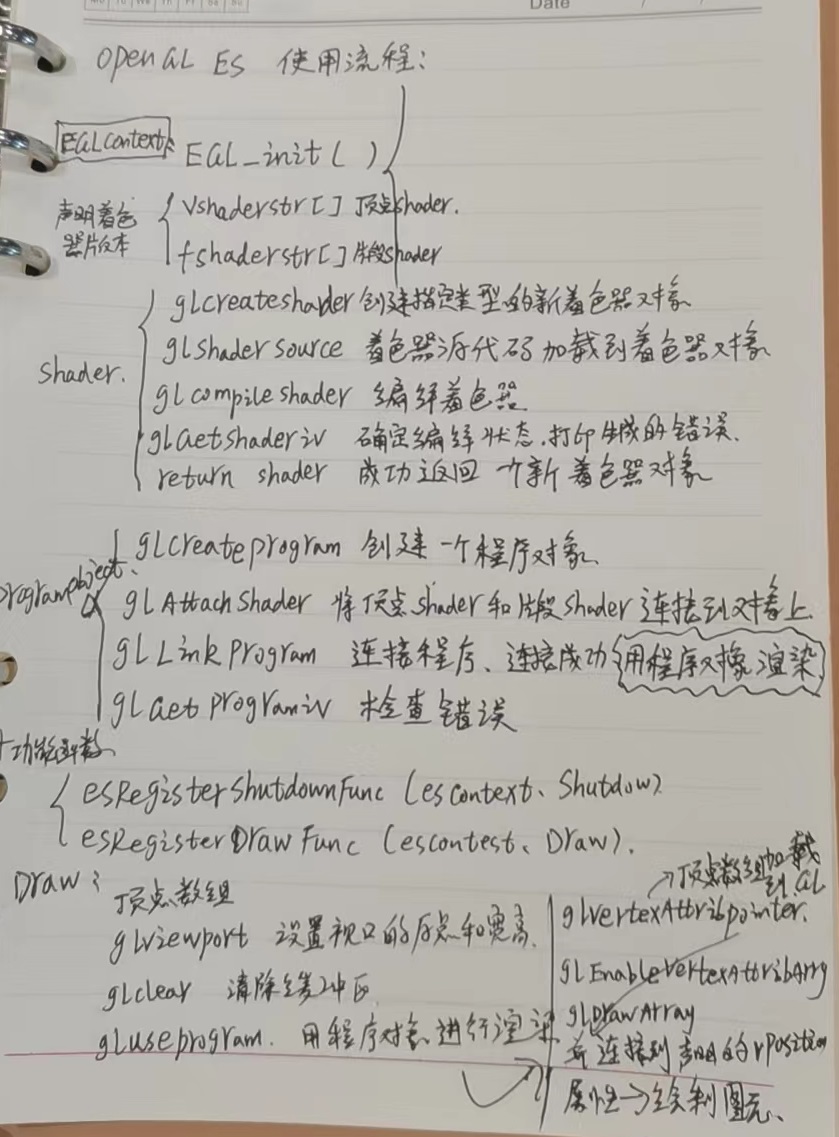 Date
OpenGL ES 使用流程:
EGLContext: EGL_init()
声明着色器版本
vshaderstr[] 顶点shader.
fshaderstr[] 片段shader
shader.
glcreateshader 创建指定类型的新着色器对象
glshadersource 着色器源代码加载到着色器对象
glcompileshader 编译着色器
glGetshaderiv 确定编译状态.打印生成的错误.
return shader 成功返回一个新着色器对象
programobject
glcreateprogram 创建一个程序对象.
glAttachShader 将顶点shader和片段shader连接到对象上.
glLinkprogram 连接程序、连接成功用程序对象渲染
glGetprogramiv 检查错误
功能函数
esRegisterShutdownFunc (escontext、Shutdow)
esRegisterDrawFunc (escontest、Draw).
Draw:
顶点数组
glviewport 设置视口的原点和宽高.
glclear 清除缓冲区
gluseprogram. 用程序对象进行渲染
顶点数组加载到GL
glvertexAttribpointer.
glEnablevertexAttribArry
glDrawArray
并连接到声明的vposition
属性→绘制图元、